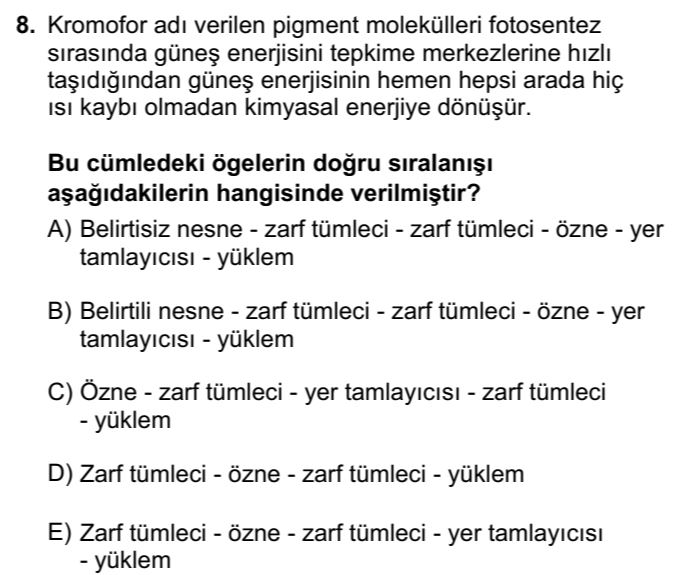 8. Kromofor adı verilen pigment molekülleri fotosentez
sırasında güneş enerjisini tepkime merkezlerine hızlı
taşıdığından güneş enerjisinin hemen hepsi arada hiç
ısı kaybı olmadan kimyasal enerjiye dönüşür.
Bu cümledeki ögelerin doğru sıralanışı
aşağıdakilerin hangisinde verilmiştir?
A) Belirtisiz nesne - zarf tümleci - zarf tümleci - özne - yer
tamlayıcısı - yüklem
B) Belirtili nesne - zarf tümleci - zarf tümleci - özne - yer
tamlayıcısı - yüklem
C) Özne - zarf tümleci - yer tamlayıcısı - zarf tümleci
- yüklem
D) Zarf tümleci - özne - zarf tümleci - yüklem
E) Zarf tümleci - özne - zarf tümleci - yer tamlayıcısı
- yüklem